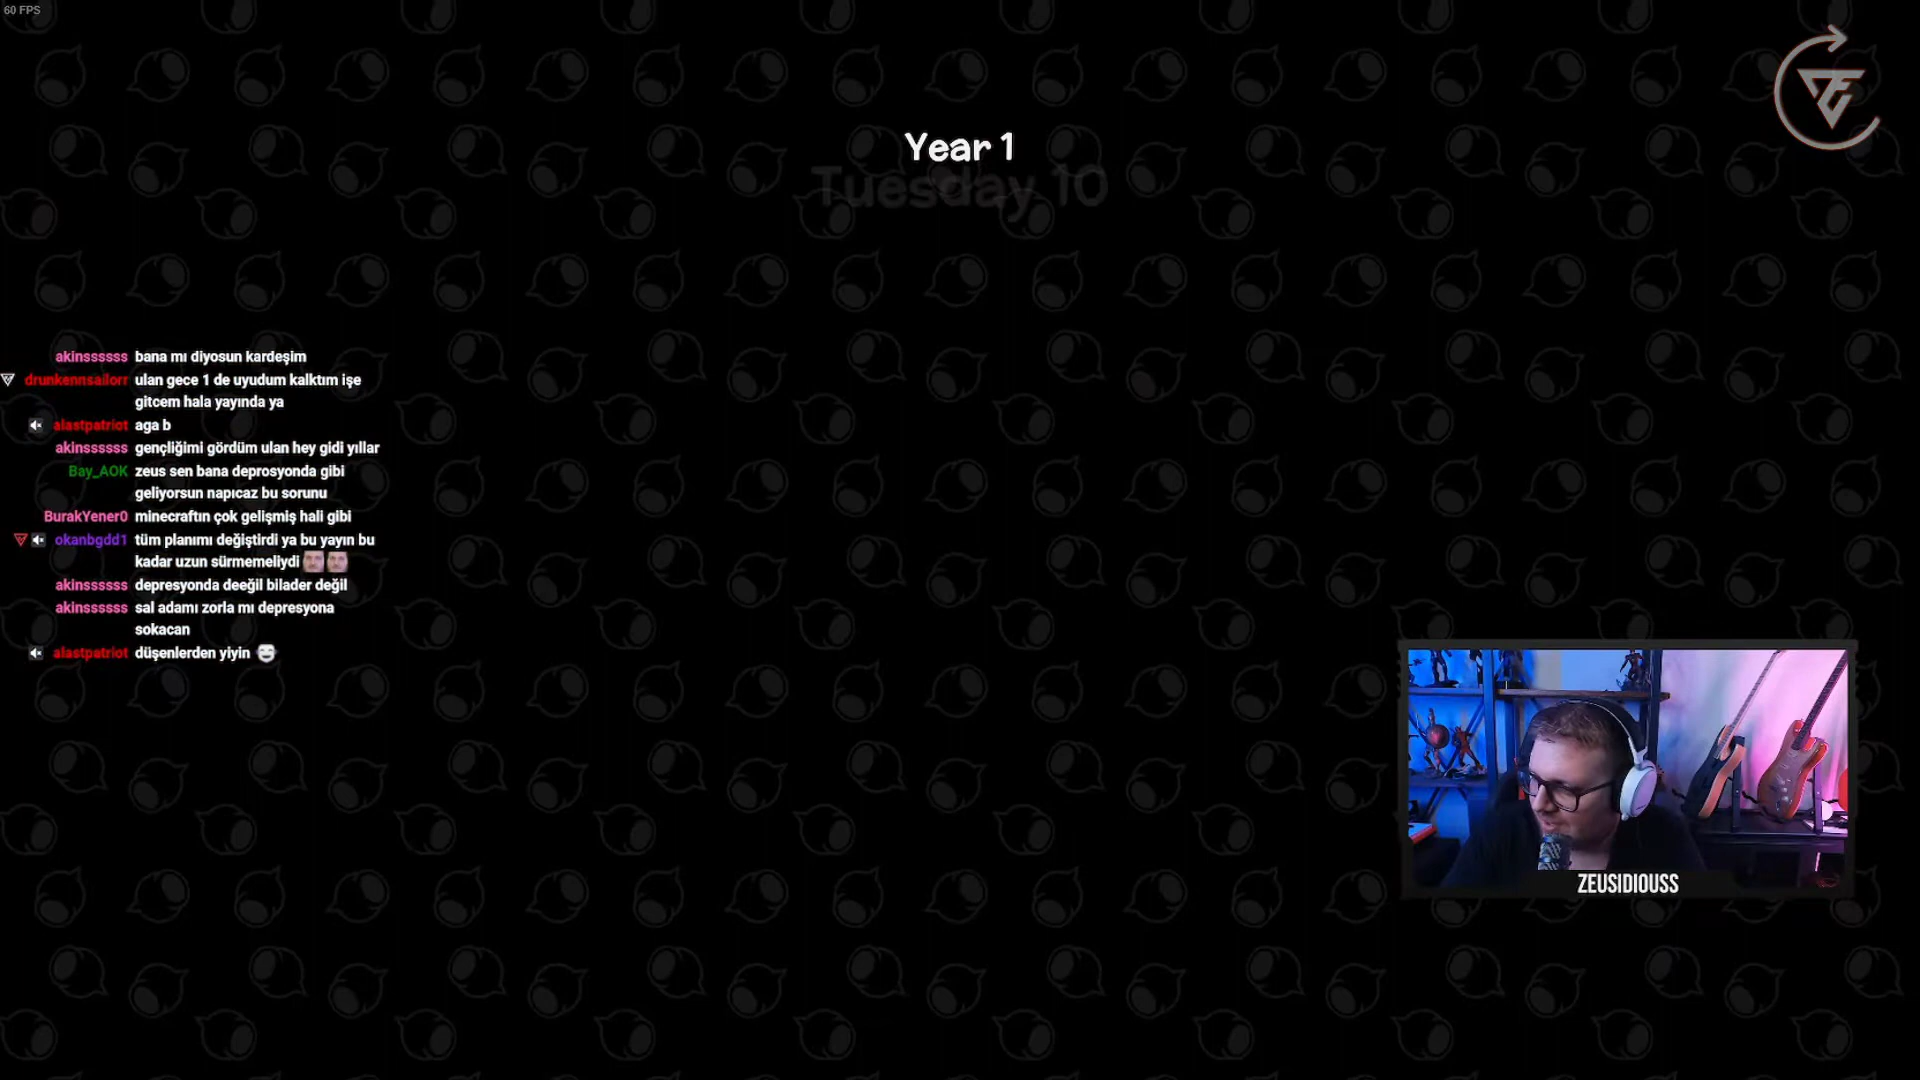 60 FPS
Year 1
Tuesday 10
akinssssss bana mı diyosun kardeşim
drunkennsailorr ulan gece 1 de uyudum kalktım işe
gitcem hala yayında ya
alastpatriot aga b
akinssssss gençliğimi gördüm ulan hey gidi yıllar
Bay_AOK zeus sen bana deprosyonda gibi
geliyorsun napıcaz bu sorunu
BurakYener0 minecraftın çok gelişmiş hali gibi
okanbgdd1 tüm planımı değiştirdi ya bu yayın bu
kadar uzun sürmemeliydi
akinssssss depresyonda deeğil bilader değil
akinssssss sal adamı zorla mı depresyona
sokacan
alastpatriot düşenlerden yiyin
ZEUSIDIOUSS